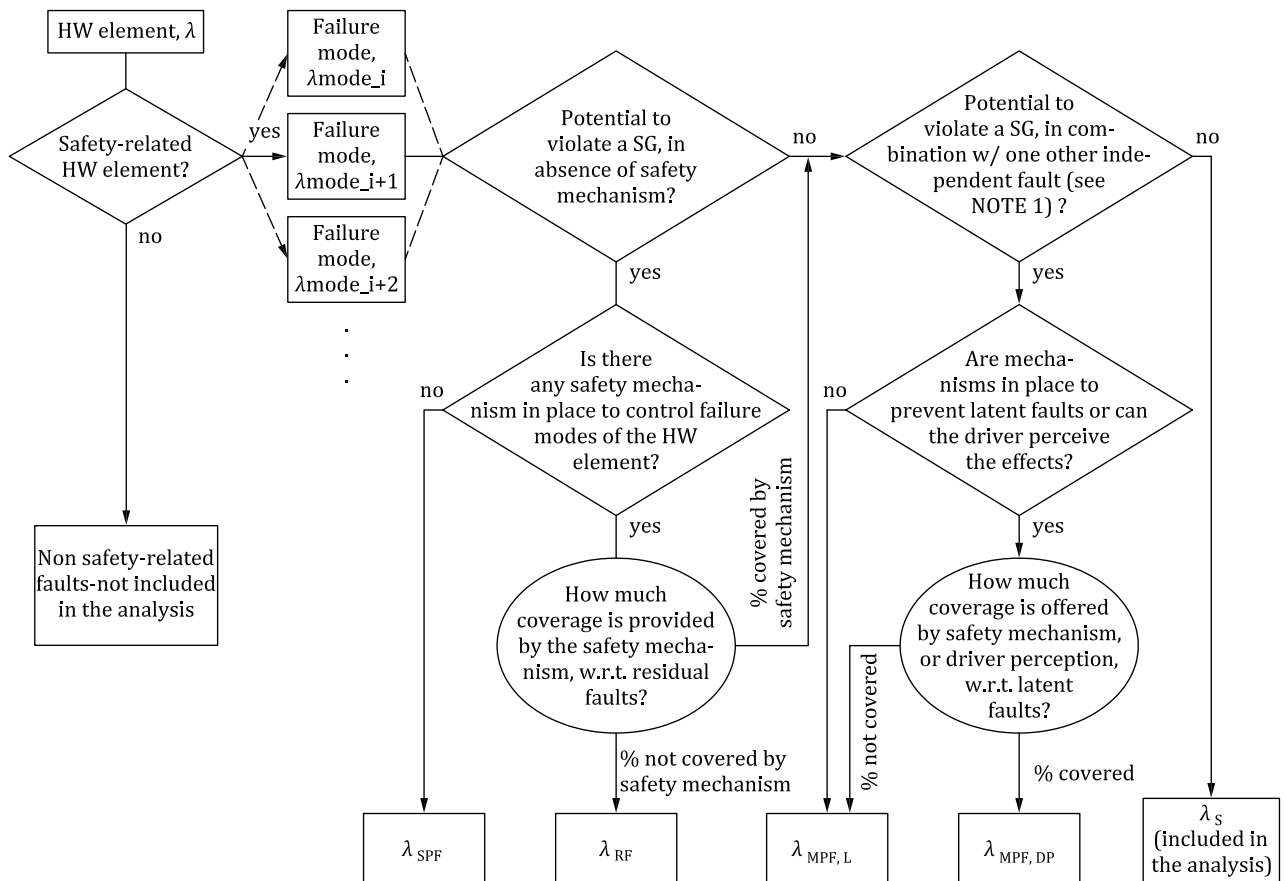 HW element, λ
Safety-related
HW element?
yes
no
Non safety-related
faults-not included
in the analysis
Failure
mode,
λmode_i
Failure
mode,
λmode_i+1
Failure
mode,
λmode_i+2
.
.
.
Potential to
violate a SG, in
absence of safety
mechanism?
no
yes
Is there
any safety mecha-
nism in place to control failure
modes of the HW
element?
no
yes
How much
coverage is provided
by the safety mecha-
nism, w.r.t. residual
faults?
% covered by
safety mechanism
% not covered by
safety mechanism
Potential to
violate a SG, in com-
bination w/ one other inde-
pendent fault (see
NOTE 1) ?
no
yes
Are mecha-
nisms in place to
prevent latent faults or can
the driver perceive
the effects?
no
yes
How much
coverage is offered
by safety mechanism,
or driver perception,
w.r.t. latent
faults?
% not covered
% covered
λ SPF
λ RF
λ MPF, L
λ MPF, DP
λ S
(included in
the analysis)